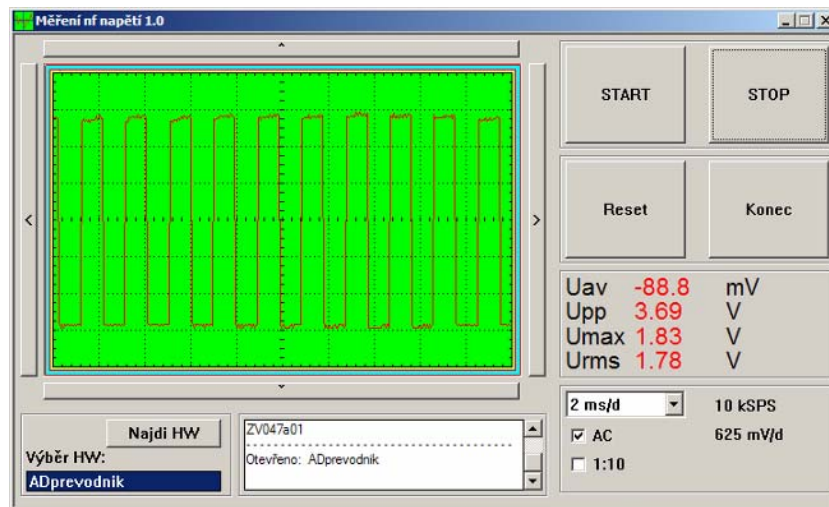 Měření nf napětí 1.0
^
<
>
START
STOP
Reset
Konec
Uav -88.8 mV
Upp 3.69 V
Umax 1.83 V
Urms 1.78 V
2 ms/d
10 kSPS
AC
625 mV/d
1:10
Najdi HW
Výběr HW:
ADprevodnik
ZV047a01
Otevřeno: ADprevodnik